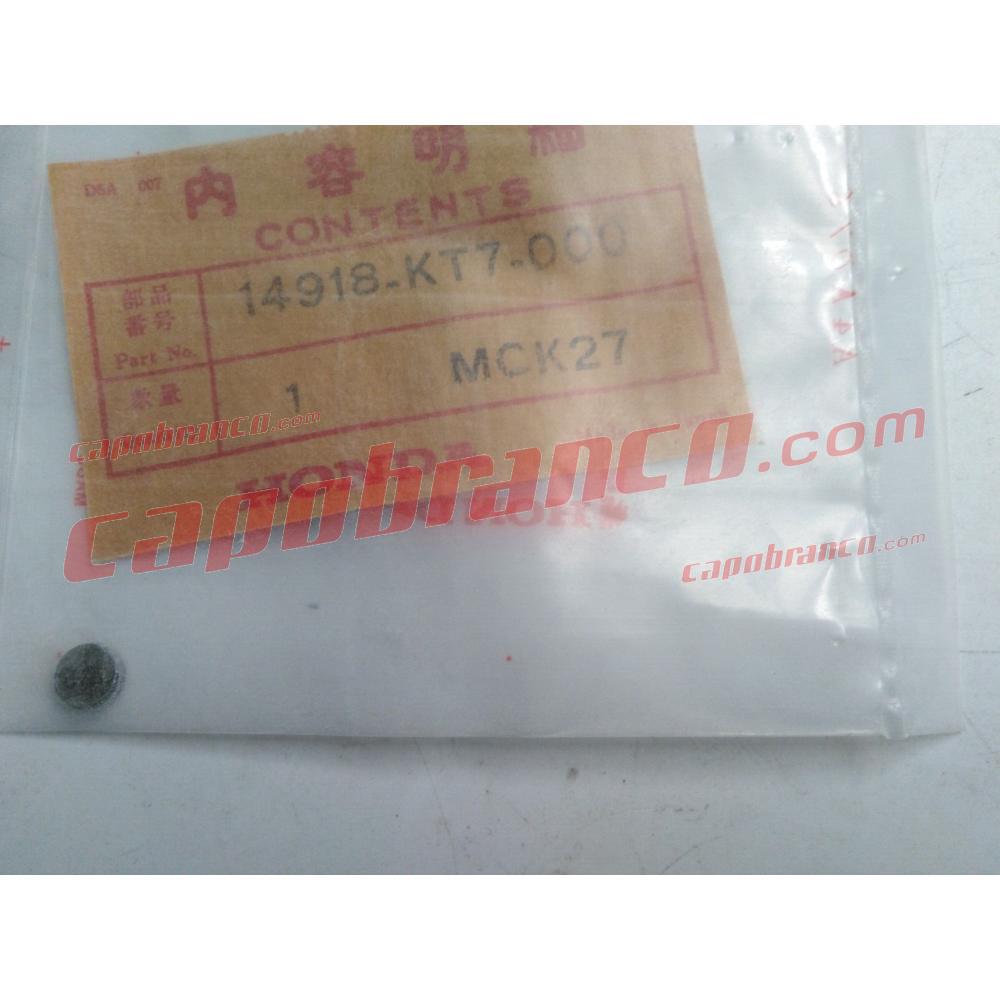 D5A 007
内容明細
CONTENTS
部品番号
Part No.
14918-KT7-000
数量
1 MCK27
HONDA
capobranco.com
capobranco.com
capobranco.com